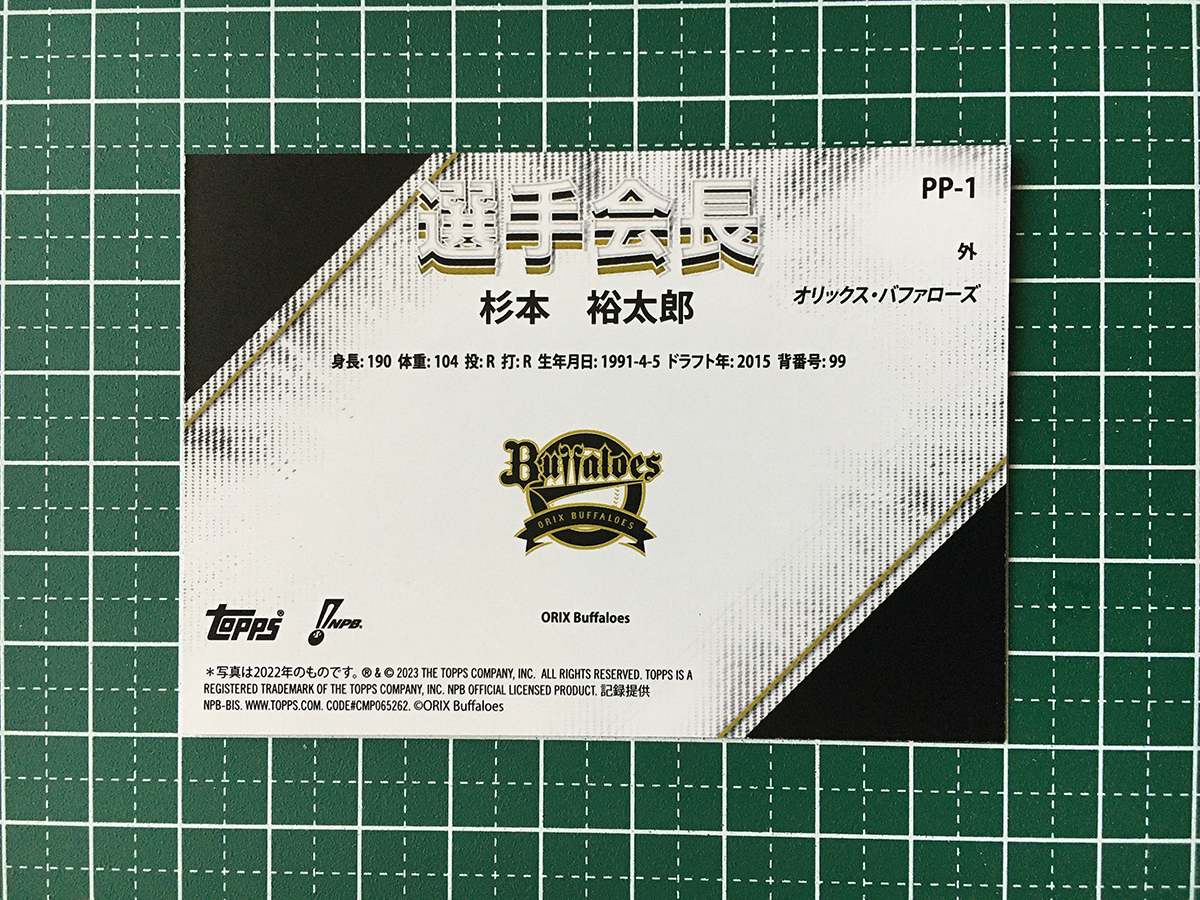 選手会長
PP-1
外
杉本 裕太郎
オリックス・バファローズ
身長: 190 体重: 104 投: R 打: R 生年月日: 1991-4-5 ドラフト年: 2015 背番号: 99
Buffaloes
ORIX BUFFALOES
TOPPS® NPB.
ORIX Buffaloes
＊写真は2022年のものです。® & © 2023 THE TOPPS COMPANY, INC. ALL RIGHTS RESERVED. TOPPS IS A
REGISTERED TRADEMARK OF THE TOPPS COMPANY, INC. NPB OFFICIAL LICENSED PRODUCT. 記録提供
NPB-BIS. WWW.TOPPS.COM. CODE#CMP065262. ©ORIX Buffaloes